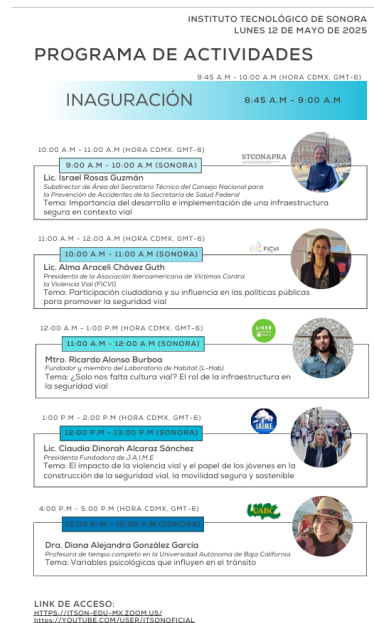 INSTITUTO TECNOLÓGICO DE SONORA
LUNES 12 DE MAYO DE 2025
PROGRAMA DE ACTIVIDADES
9:45 A.M - 10:00 A.M (HORA CDMX, GMT-6)
INAGURACIÓN
8:45 A.M - 9:00 A.M
10:00 A.M - 11:00 A.M (HORA CDMX, GMT-6)
STCONAPRA
9:00 A.M - 10:00 A.M (SONORA)
Lic. Israel Rosas Guzmán
Subdirector de Área del Secretario Técnico del Consejo Nacional para
la Prevención de Accidentes de la Secretaría de Salud Federal
Tema: Importancia del desarrollo e implementación de una infraestructura
segura en contexto vial
11:00 A.M - 12:00 A.M (HORA CDMX, GMT-6)
FICVI
10:00 A.M - 11:00 A.M (SONORA)
Lic. Alma Araceli Chávez Guth
Presidenta de la Asociación Iberoamericana de Víctimas Contra
la Violencia Vial (FICVI)
Tema: Participación ciudadana y su influencia en las políticas públicas
para promover la seguridad vial
12:00 A.M - 1:00 P.M (HORA CDMX, GMT-6)
L-HAB
11:00 A.M - 12:00 A.M (SONORA)
Mtro. Ricardo Alonso Burboa
Fundador y miembro del Laboratorio de Habitat (L-Hab)
Tema: ¿Solo nos falta cultura vial? El rol de la infraestructura en
la seguridad vial
1:00 P.M - 2:00 P.M (HORA CDMX, GMT-6)
JAIME
12:00 P.M - 13:00 P.M (SONORA)
Lic. Claudia Dinorah Alcaraz Sánchez
Presidenta Fundadora de J.A.I.M.E
Tema: El impacto de la violencia vial y el papel de los jóvenes en la
construcción de la seguridad vial, la movilidad segura y sostenible
4:00 P.M - 5:00 P.M (HORA CDMX, GMT-6)
UABC
15:00 P.M - 16:00 P.M (SONORA)
Dra. Diana Alejandra González García
Profesora de tiempo completo en la Universidad Autónoma de Baja California
Tema: Variables psicológicas que influyen en el tránsito
LINK DE ACCESO:
HTTPS://ITSON-EDU-MX.ZOOM.US/
https://YOUTUBE.COM/USER/ITSONOFICIAL